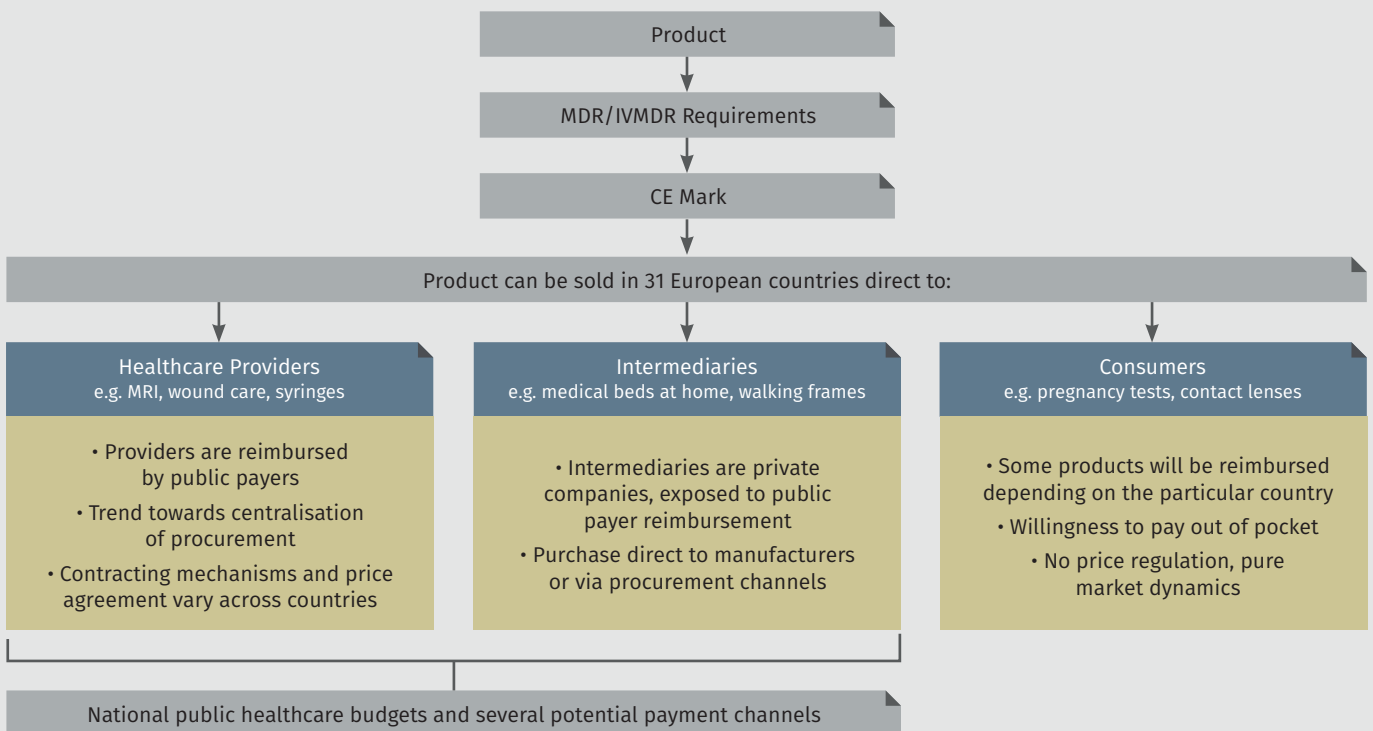 Product
MDR/IVMDR Requirements
CE Mark
Product can be sold in 31 European countries direct to:
Healthcare Providers
e.g. MRI, wound care, syringes
• Providers are reimbursed
by public payers
• Trend towards centralisation
of procurement
• Contracting mechanisms and price
agreement vary across countries
Intermediaries
e.g. medical beds at home, walking frames
• Intermediaries are private
companies, exposed to public
payer reimbursement
• Purchase direct to manufacturers
or via procurement channels
Consumers
e.g. pregnancy tests, contact lenses
• Some products will be reimbursed
depending on the particular country
• Willingness to pay out of pocket
• No price regulation, pure
market dynamics
National public healthcare budgets and several potential payment channels